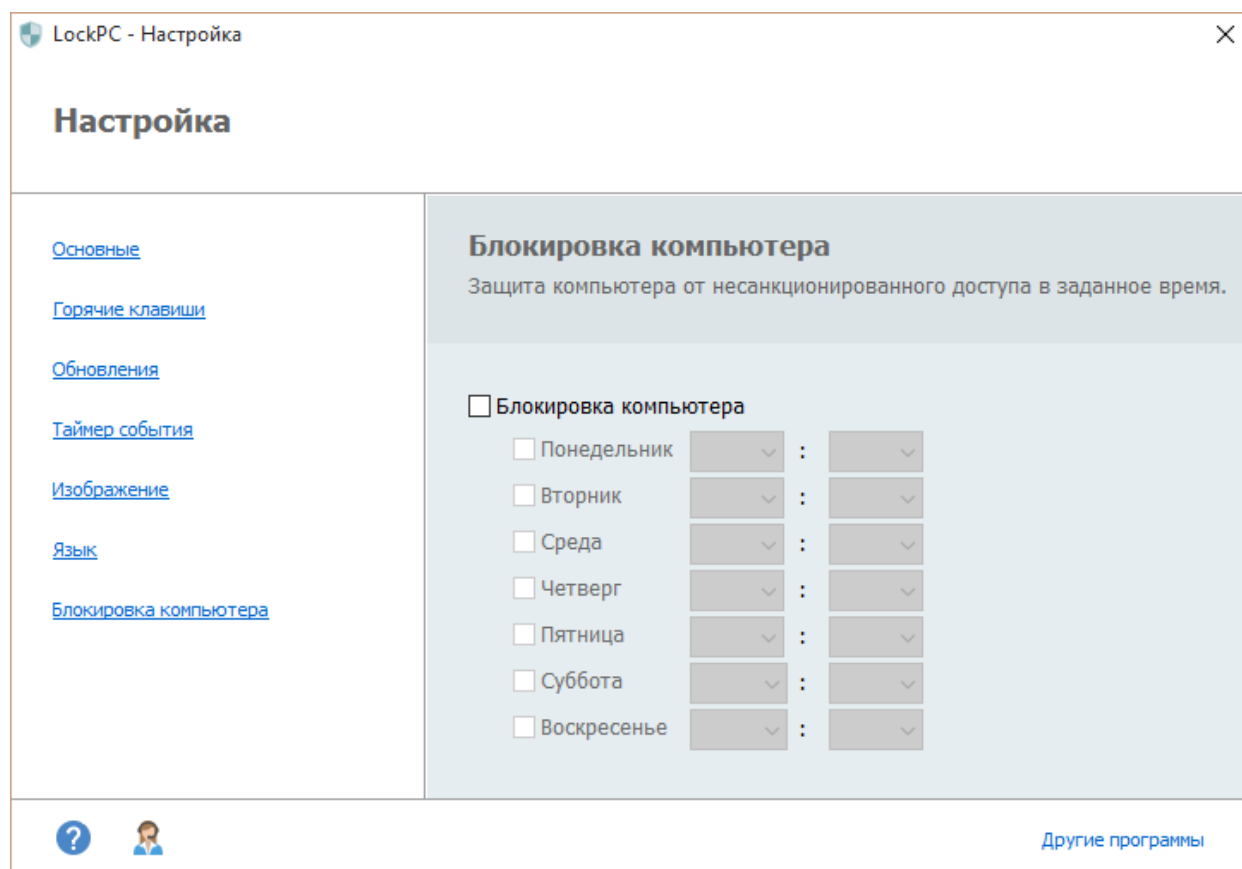 LockPC - Настройка
Настройка
Основные
Горячие клавиши
Обновления
Таймер события
Изображение
Язык
Блокировка компьютера
Блокировка компьютера
Защита компьютера от несанкционированного доступа в заданное время.
Блокировка компьютера
Понедельник :
Вторник :
Среда :
Четверг :
Пятница :
Суббота :
Воскресенье :
?
Другие программы